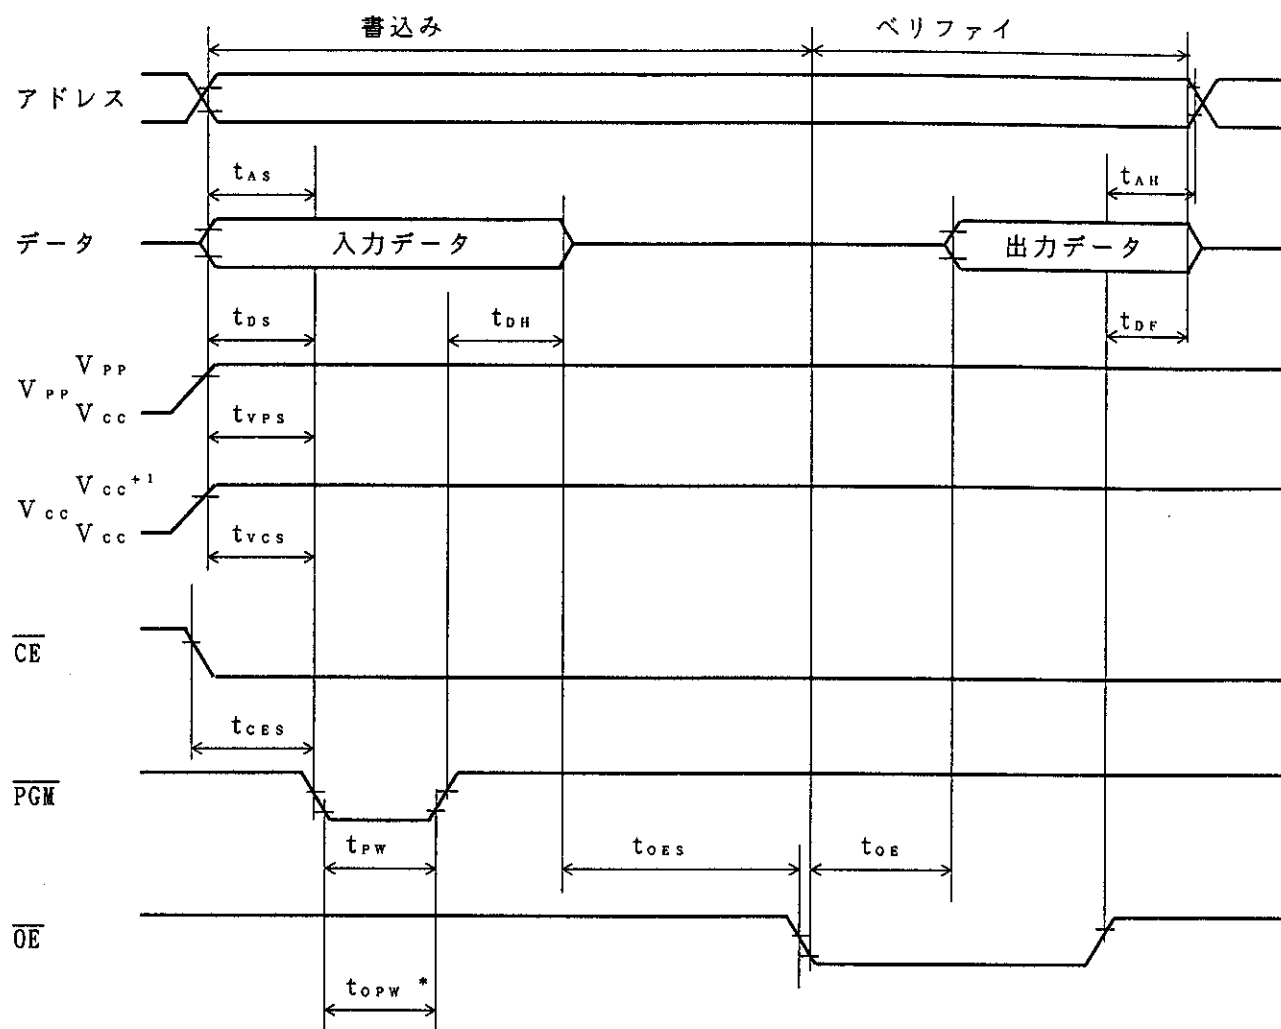 書込み ベリファイ
アドレス
tAS tAH
データ 入力データ 出力データ
tDS tDH tDF
VPP
VPP
VCC
tVPS
VCC+1
VCC
VCC
tVCS
CE
tCES
PGM
tPW tOES tOE
OE
tOPW *